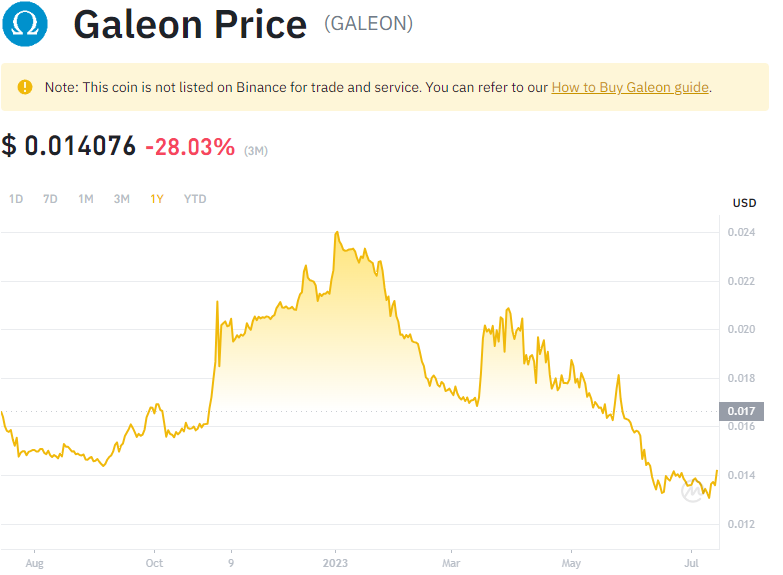 Galeon Price (GALEON)
Note: This coin is not listed on Binance for trade and service. You can refer to our How to Buy Galeon guide.
$ 0.014076 -28.03% (3M)
1D 7D 1M 3M 1Y YTD
USD
0.024
0.022
0.020
0.018
0.017
0.016
0.014
0.012
Aug Oct 9 2023 Mar May Jul